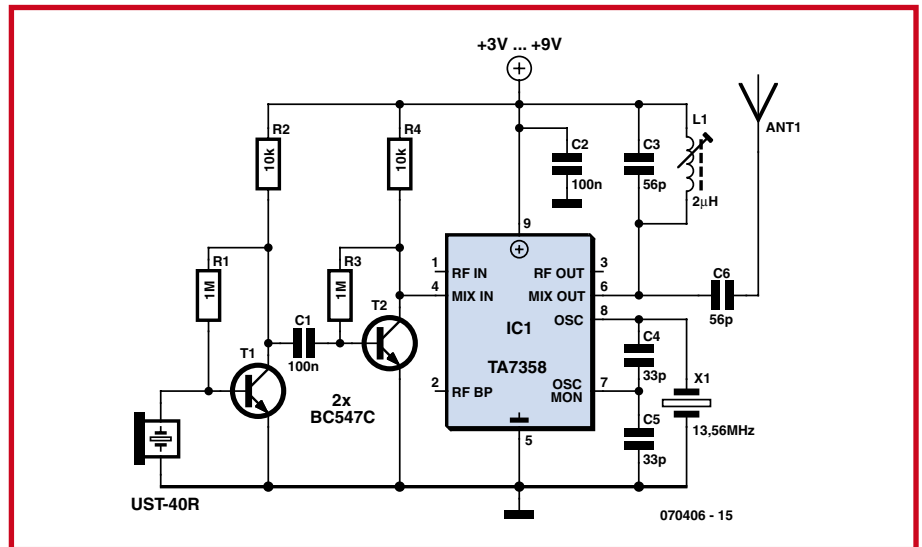 +3V ... +9V
R2
10k
R4
10k
C2
100n
C3
56p
L1
2µH
ANT1
R1
1M
R3
1M
C1
100n
T1
T2
2x
BC547C
9
1
RF IN
4
MIX IN
2
RF BP
IC1
TA7358
RF OUT
3
MIX OUT
6
OSC
8
OSC
MON
7
5
C6
56p
C4
33p
C5
33p
X1
13,56MHz
UST-40R
070406 - 15